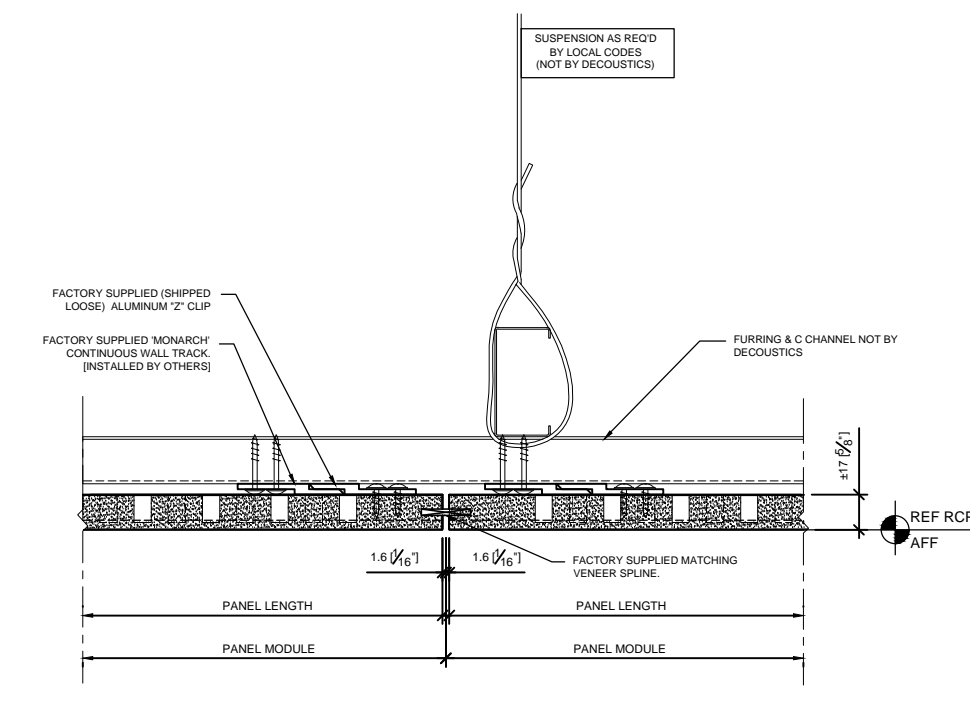 SUSPENSION AS REQ'D
BY LOCAL CODES
(NOT BY DECOUSTICS)
FACTORY SUPPLIED (SHIPPED
LOOSE) ALUMINUM "Z" CLIP
FACTORY SUPPLIED 'MONARCH'
CONTINUOUS WALL TRACK.
[INSTALLED BY OTHERS]
FURRING & C CHANNEL NOT BY
DECOUSTICS
±17 [5/8"]
REF RCP
AFF
1.6 [1/16"]
1.6 [1/16"]
FACTORY SUPPLIED MATCHING
VENEER SPLINE.
PANEL LENGTH
PANEL LENGTH
PANEL MODULE
PANEL MODULE